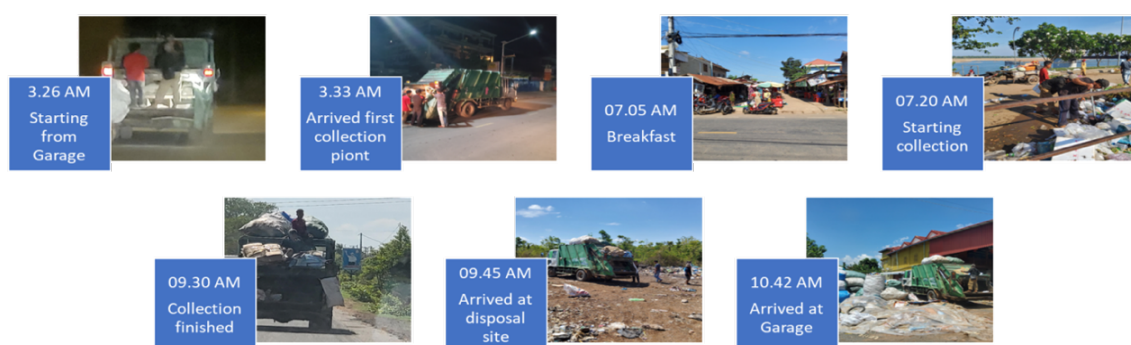 3.26 AM
Starting
from
Garage
3.33 AM
Arrived first
collection
piont
07.05 AM
Breakfast
07.20 AM
Starting
collection
09.30 AM
Collection
finished
09.45 AM
Arrived at
disposal
site
10.42 AM
Arrived at
Garage